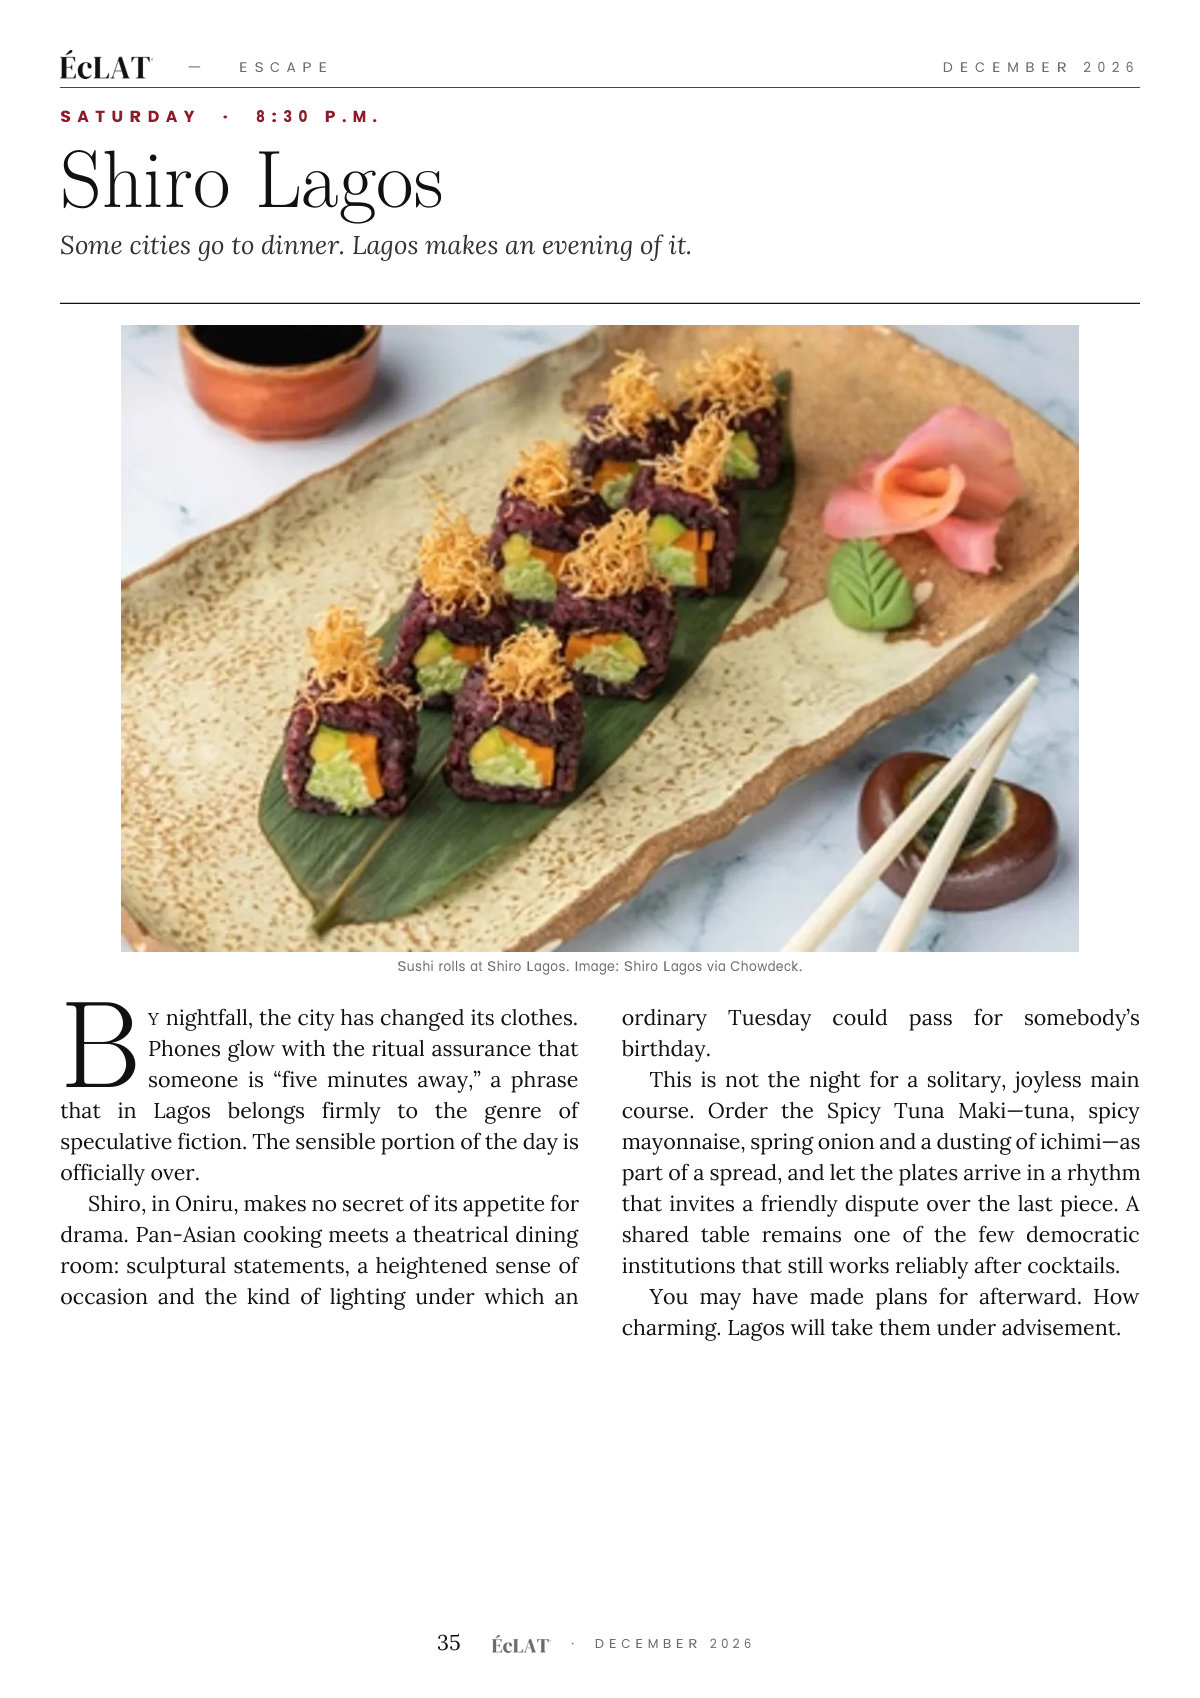 ÉcLAT — ESCAPE DECEMBER 2026
SATURDAY · 8:30 P.M.
Shiro Lagos
Some cities go to dinner. Lagos makes an evening of it.
Sushi rolls at Shiro Lagos. Image: Shiro Lagos via Chowdeck.
BY nightfall, the city has changed its clothes.
Phones glow with the ritual assurance that
someone is “five minutes away,” a phrase
that in Lagos belongs firmly to the genre of
speculative fiction. The sensible portion of the day is
officially over.
Shiro, in Oniru, makes no secret of its appetite for
drama. Pan-Asian cooking meets a theatrical dining
room: sculptural statements, a heightened sense of
occasion and the kind of lighting under which an
ordinary Tuesday could pass for somebody’s
birthday.
This is not the night for a solitary, joyless main
course. Order the Spicy Tuna Maki—tuna, spicy
mayonnaise, spring onion and a dusting of ichimi—as
part of a spread, and let the plates arrive in a rhythm
that invites a friendly dispute over the last piece. A
shared table remains one of the few democratic
institutions that still works reliably after cocktails.
You may have made plans for afterward. How
charming. Lagos will take them under advisement.
35 ÉcLAT · DECEMBER 2026